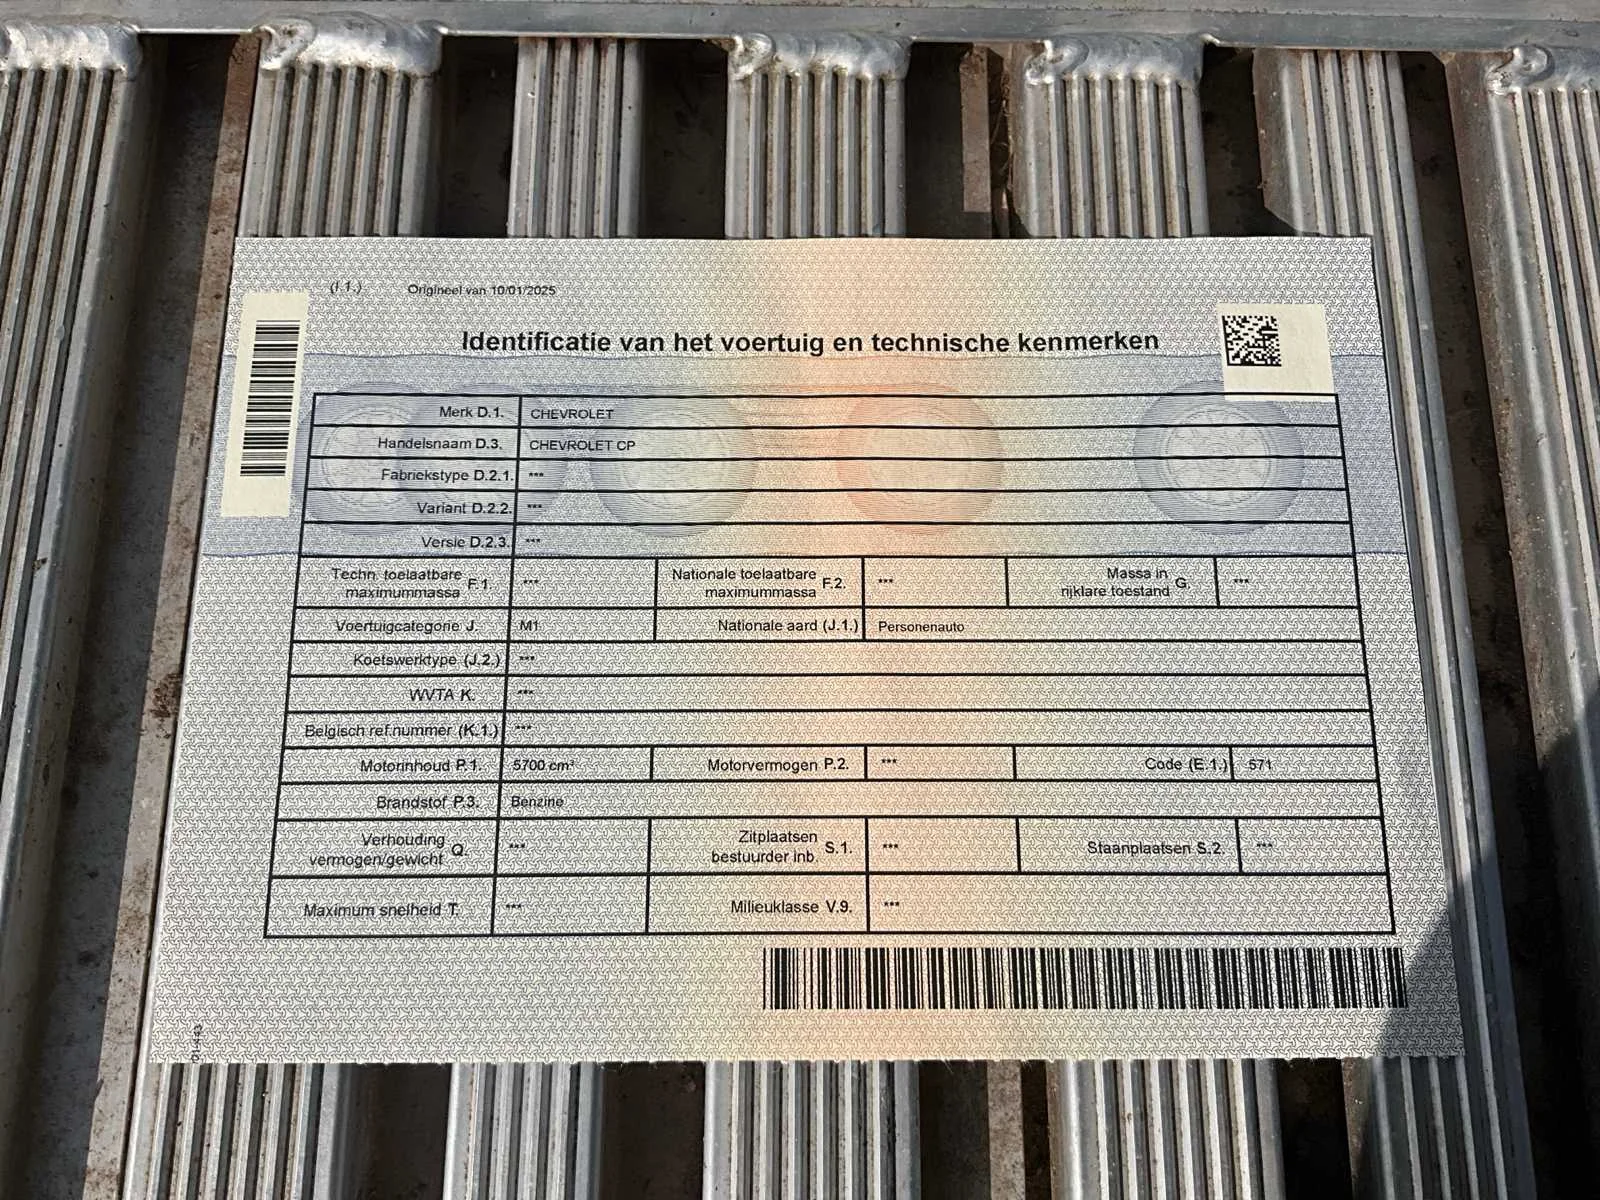 (I.1.) Origineel van 10/01/2025
Identificatie van het voertuig en technische kenmerken
Merk D.1. CHEVROLET
Handelsnaam D.3. CHEVROLET CP
Fabriekstype D.2.1. ***
Variant D.2.2. ***
Versie D.2.3. ***
Techn. toelaatbare maximummassa F.1. *** Nationale toelaatbare maximummassa F.2. *** Massa in rijklare toestand G. ***
Voertuigcategorie J. M1 Nationale aard (J.1.) Personenauto
Koetswerktype (J.2.) ***
WVTA K. ***
Belgisch ref.nummer (K.1.) ***
Motorinhoud P.1. 5700 cm³ Motorvermogen P.2. *** Code (E.1.) 571
Brandstof P.3. Benzine
Verhouding vermogen/gewicht Q. *** Zitplaatsen bestuurder inb. S.1. *** Staanplaatsen S.2. ***
Maximum snelheid T. *** Milieuklasse V.9. ***
01-443